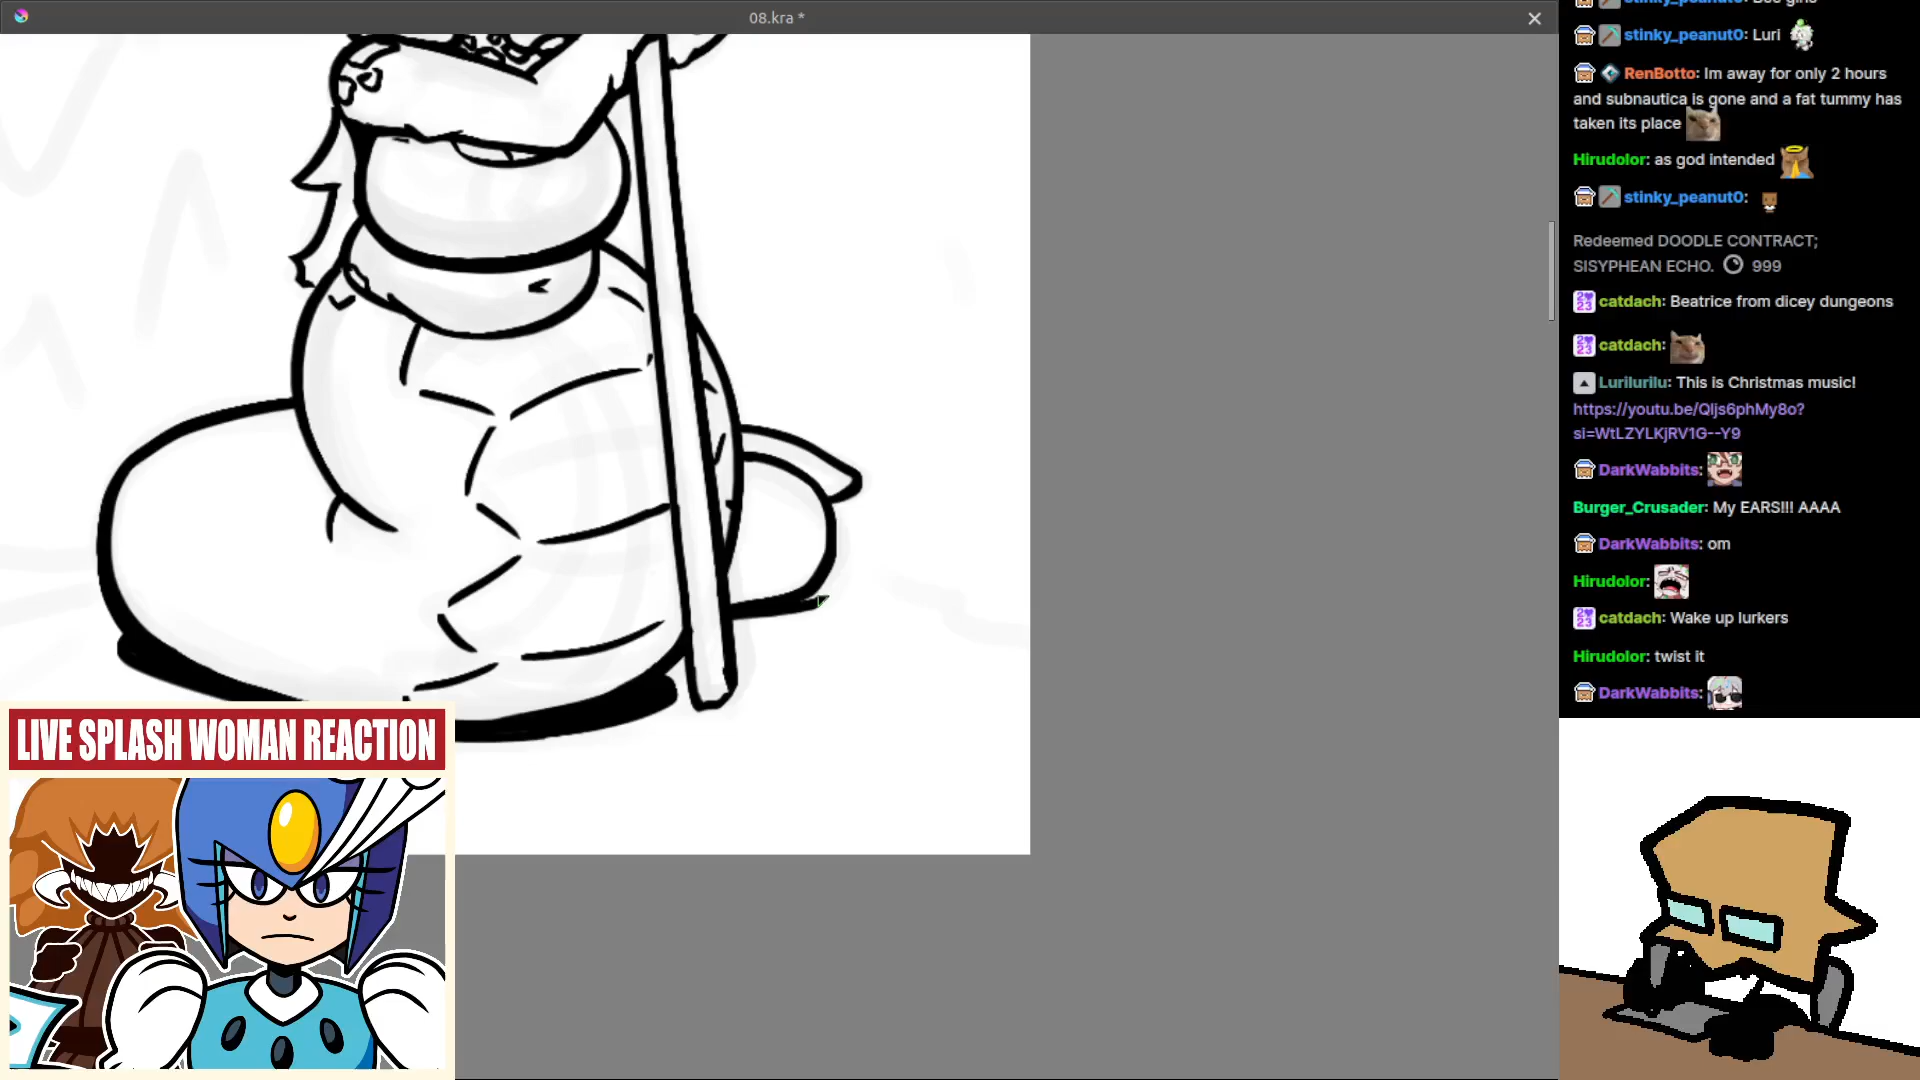 08.kra *
stinky_peanut0: Bee girls
stinky_peanut0: Luri
RenBotto: Im away for only 2 hours
and subnautica is gone and a fat tummy has
taken its place
Hirudolor: as god intended
stinky_peanut0:
Redeemed DOODLE CONTRACT;
SISYPHEAN ECHO. 999
catdach: Beatrice from dicey dungeons
catdach:
Lurilurilu: This is Christmas music!
https://youtu.be/Qljs6phMy8o?
si=WtLZYLKjRV1G--Y9
DarkWabbits:
Burger_Crusader: My EARS!!! AAAA
DarkWabbits: om
Hirudolor:
catdach: Wake up lurkers
Hirudolor: twist it
DarkWabbits:
LIVE SPLASH WOMAN REACTION